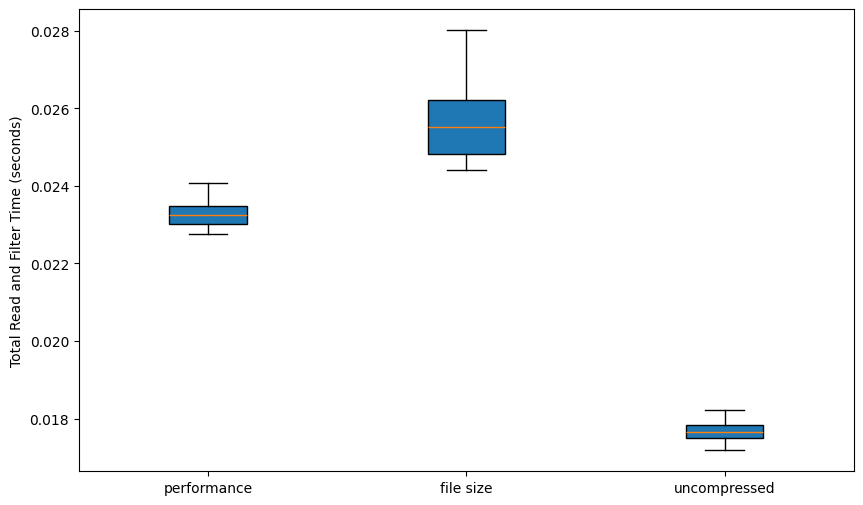 Total Read and Filter Time (seconds)
0.028
0.026
0.024
0.022
0.020
0.018
performance
file size
uncompressed